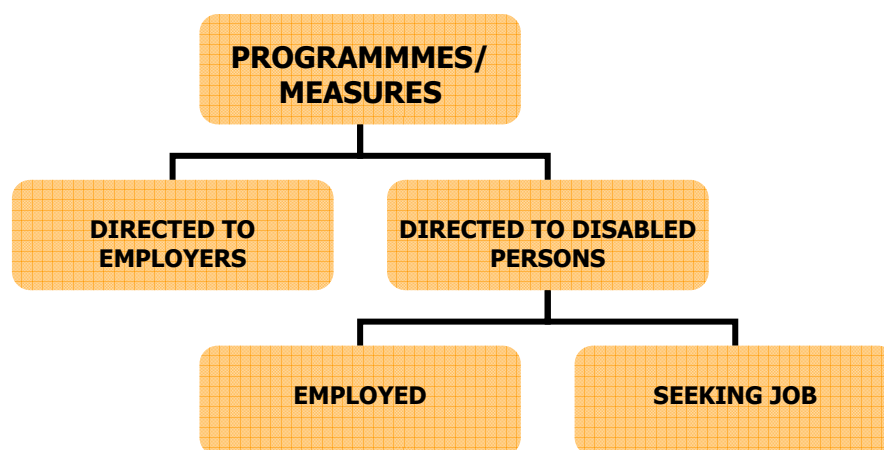 PROGRAMMMES/
MEASURES
DIRECTED TO
EMPLOYERS
DIRECTED TO DISABLED
PERSONS
EMPLOYED
SEEKING JOB